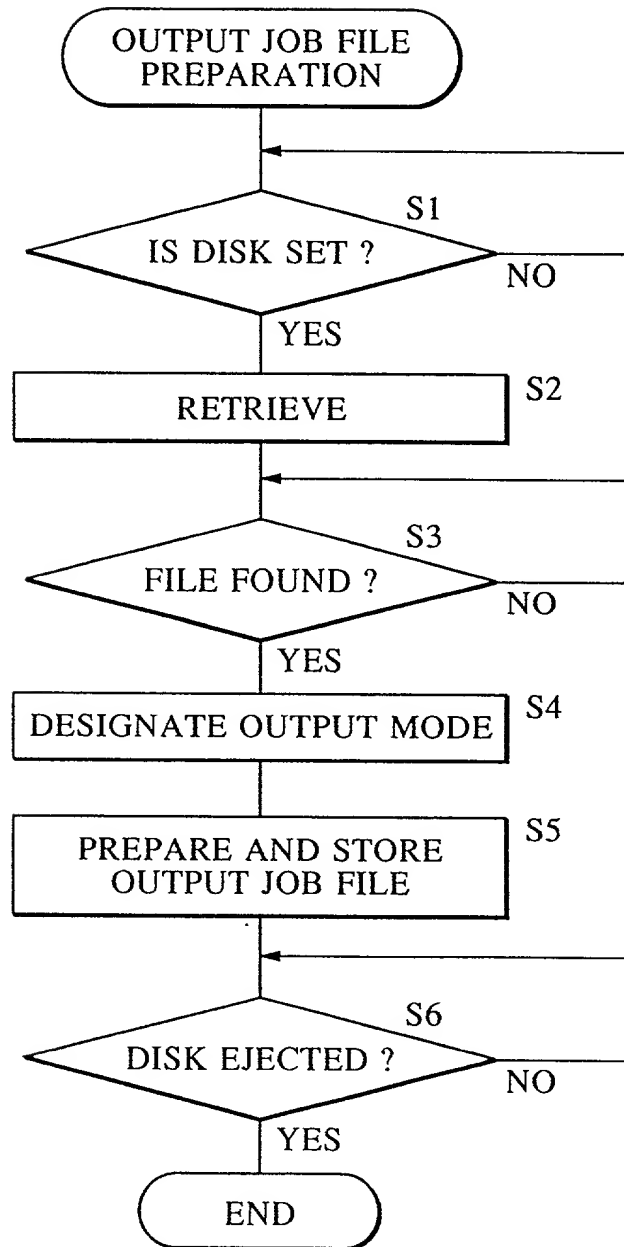 OUTPUT JOB FILE
PREPARATION
S1
IS DISK SET ?
NO
YES
RETRIEVE
S2
S3
FILE FOUND ?
NO
YES
DESIGNATE OUTPUT MODE
S4
PREPARE AND STORE
OUTPUT JOB FILE
S5
S6
DISK EJECTED ?
NO
YES
END